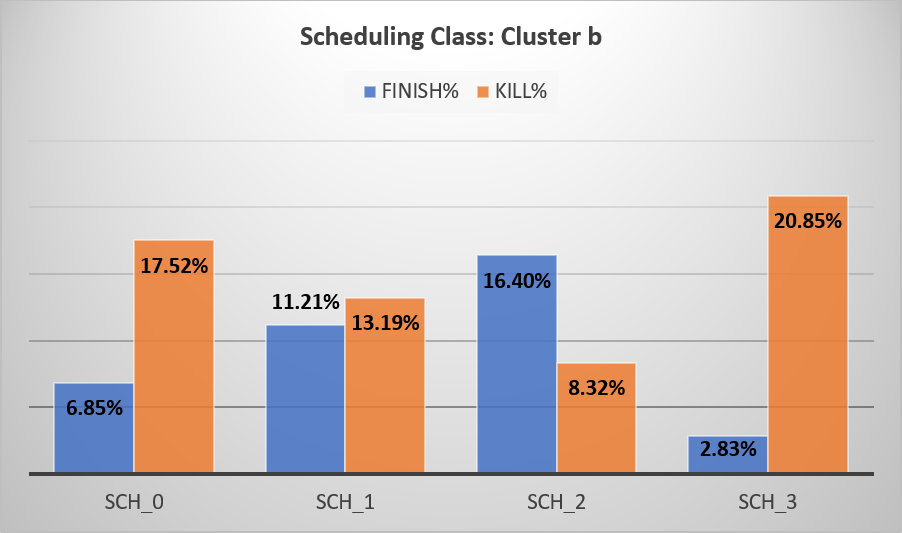 Scheduling Class: Cluster b
FINISH% KILL%
20.85%
17.52%
16.40%
11.21%
13.19%
8.32%
6.85%
2.83%
SCH_0 SCH_1 SCH_2 SCH_3